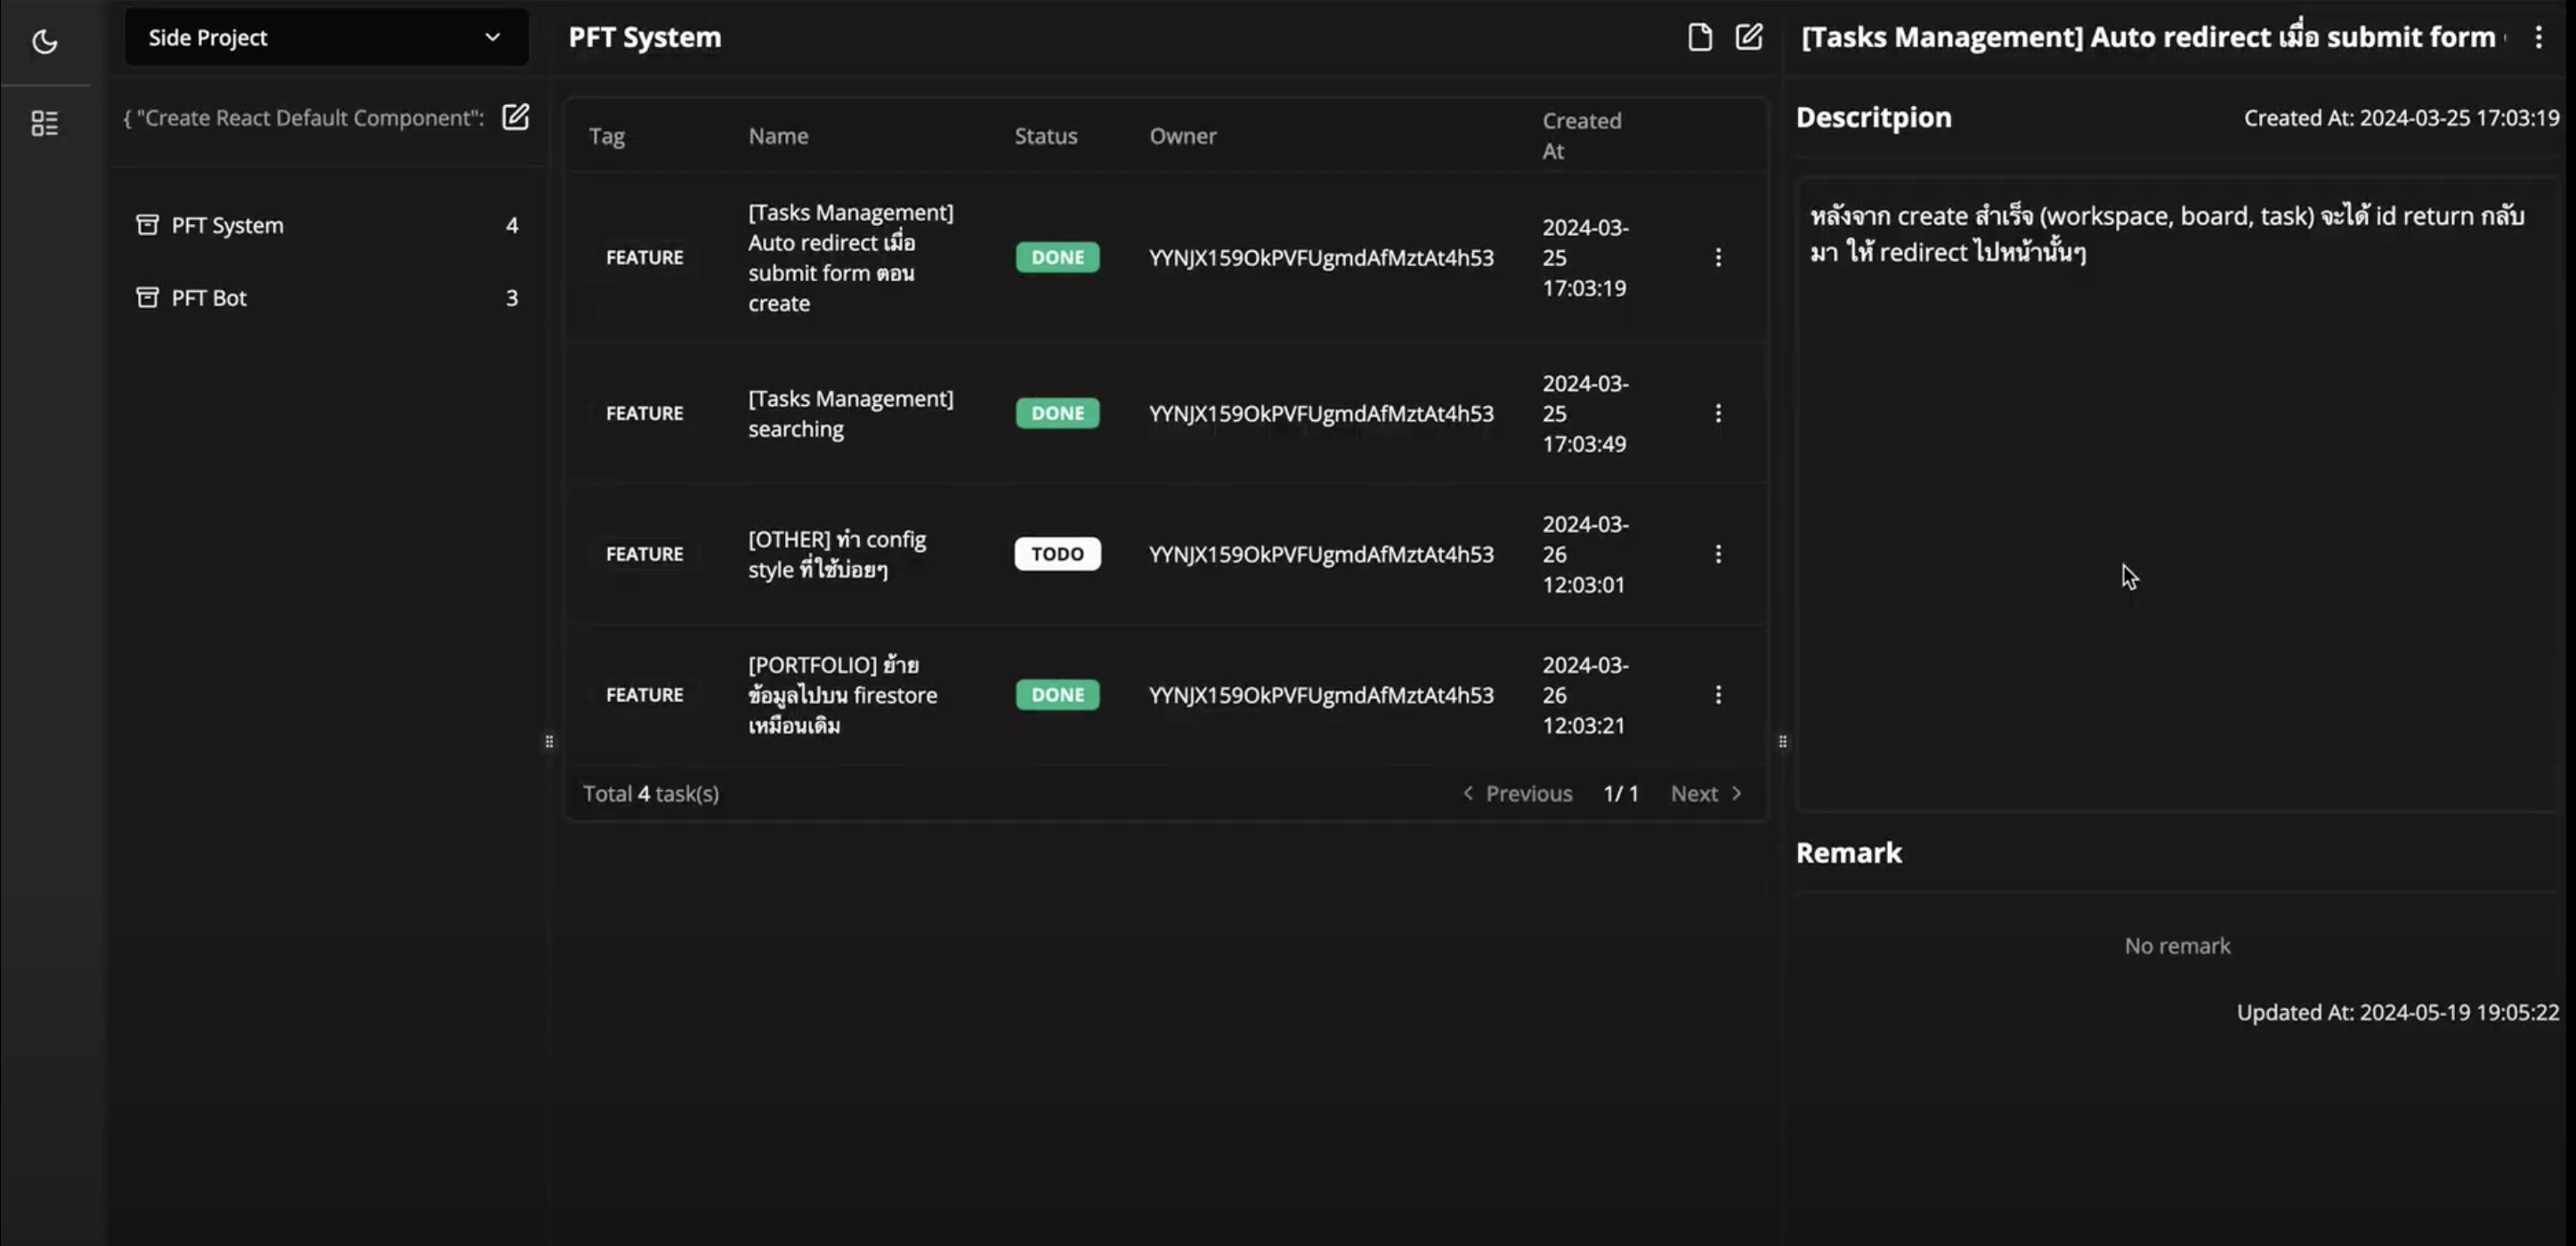 Side Project
{ "Create React Default Component":
PFT System 4
PFT Bot 3
PFT System
Tag Name Status Owner Created
At
FEATURE
[Tasks Management]
Auto redirect เมื่อ
submit form ตอน
create
DONE
YYNJX159OkPVFUgmdAfMztAt4h53
2024-03-
25
17:03:19
FEATURE
[Tasks Management]
searching
DONE
YYNJX159OkPVFUgmdAfMztAt4h53
2024-03-
25
17:03:49
FEATURE
[OTHER] ทำ config
style ที่ใช้บ่อยๆ
TODO
YYNJX159OkPVFUgmdAfMztAt4h53
2024-03-
26
12:03:01
FEATURE
[PORTFOLIO] ย้าย
ข้อมูลไปบน firestore
เหมือนเดิม
DONE
YYNJX159OkPVFUgmdAfMztAt4h53
2024-03-
26
12:03:21
Total 4 task(s)
Previous 1/ 1 Next
[Tasks Management] Auto redirect เมื่อ submit form
Descritpion
Created At: 2024-03-25 17:03:19
หลังจาก create สำเร็จ (workspace, board, task) จะได้ id return กลับ
มา ให้ redirect ไปหน้านั้นๆ
Remark
No remark
Updated At: 2024-05-19 19:05:22